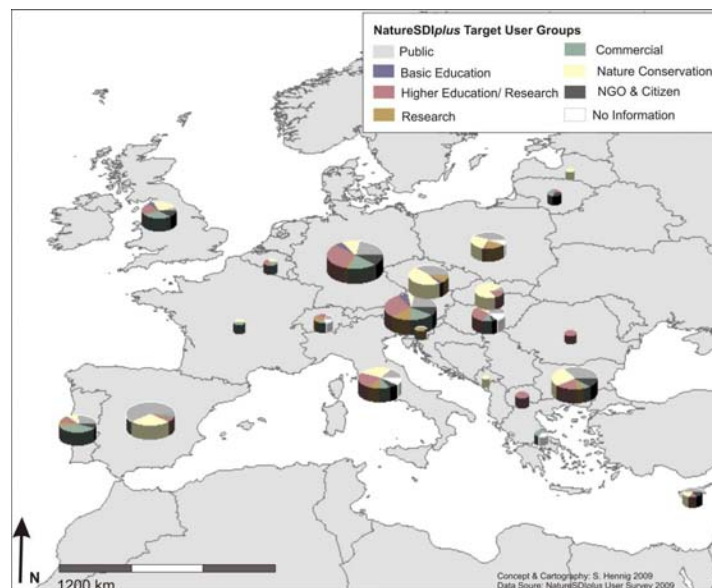 NatureSDIplus Target User Groups
Public
Basic Education
Higher Education/ Research
Research
Commercial
Nature Conservation
NGO & Citizen
No Information
N
1200 km
Concept & Cartography: S. Hennig 2009
Data Soure: NatureSDIplus User Survey 2009